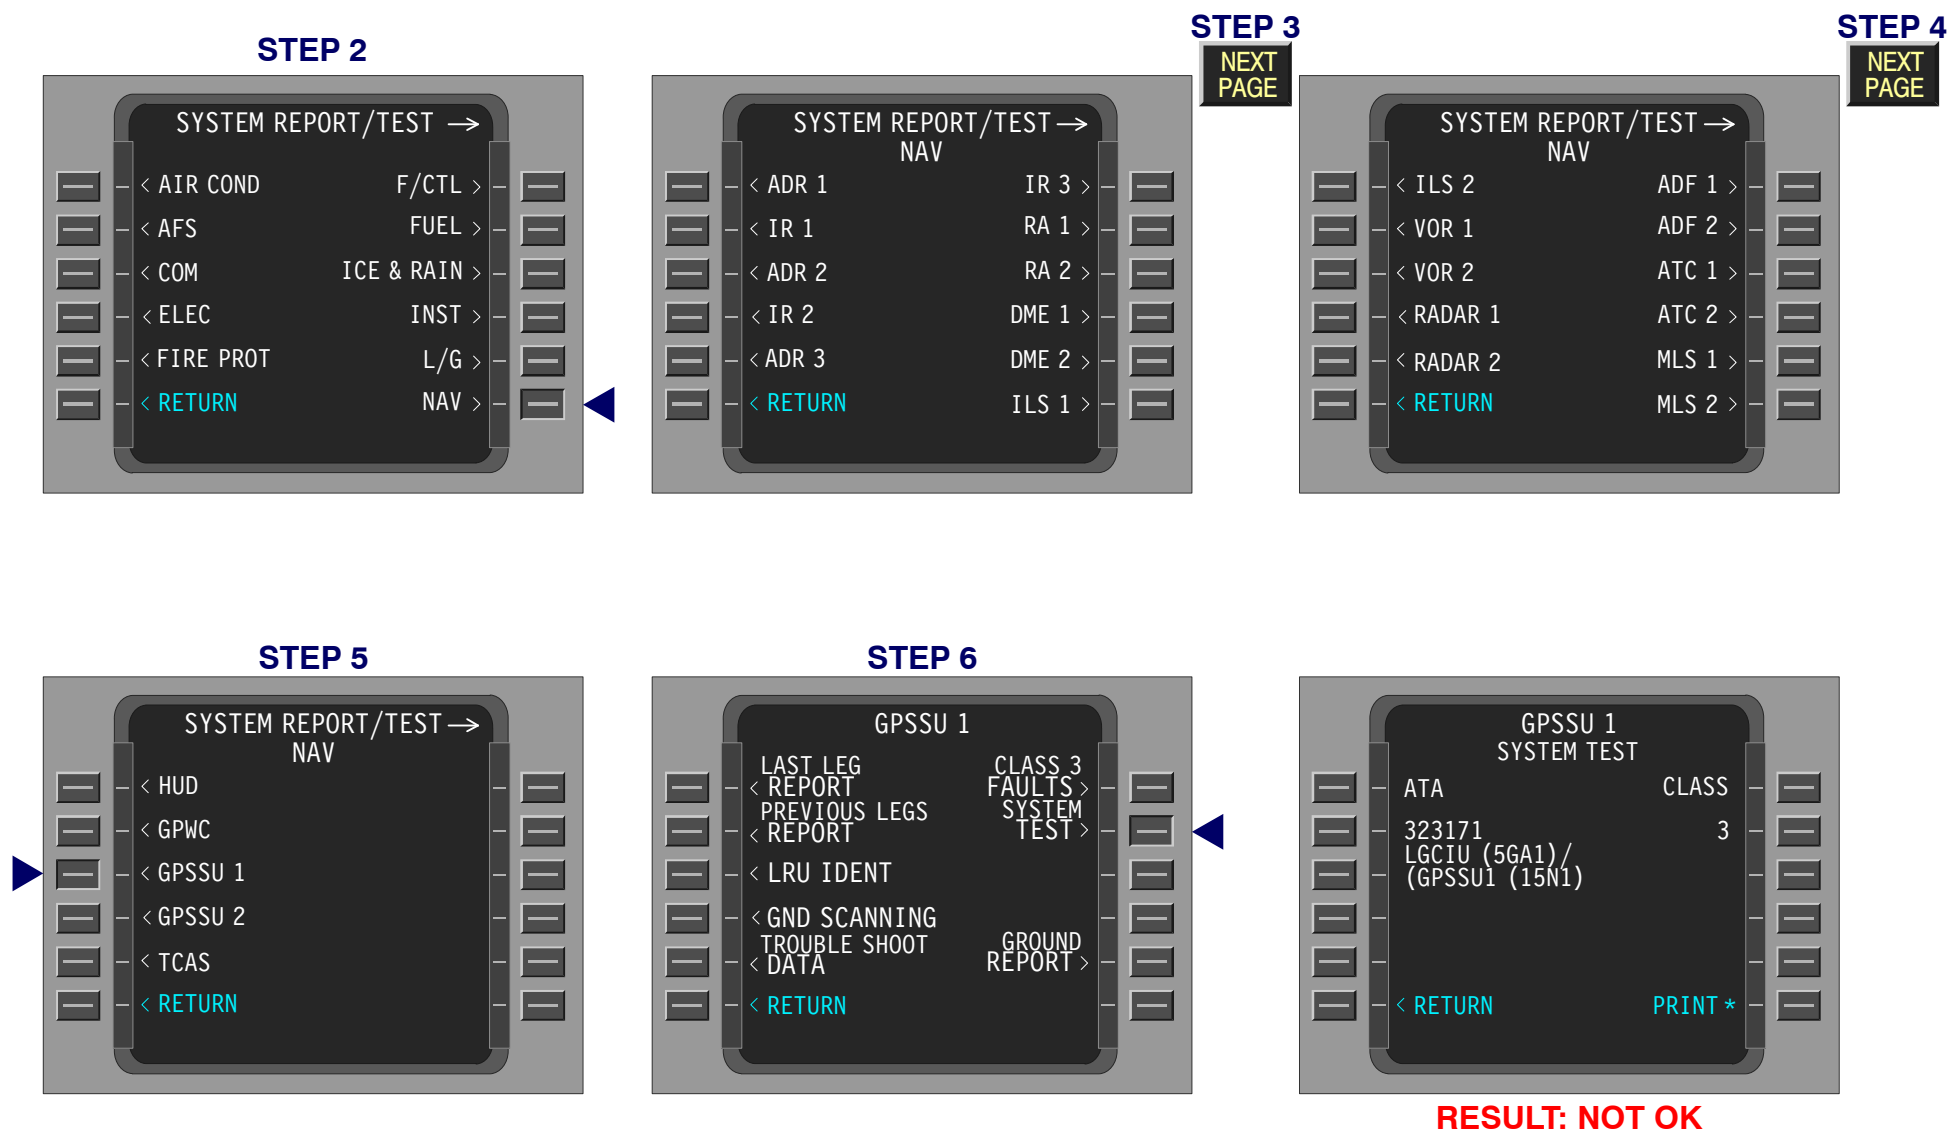 STEP 2
SYSTEM REPORT/TEST →
< AIR COND F/CTL >
< AFS FUEL >
< COM ICE & RAIN >
< ELEC INST >
< FIRE PROT L/G >
< RETURN NAV >
STEP 3
NEXT
PAGE
SYSTEM REPORT/TEST →
NAV
< ADR 1 IR 3 >
< IR 1 RA 1 >
< ADR 2 RA 2 >
< IR 2 DME 1 >
< ADR 3 DME 2 >
< RETURN ILS 1 >
STEP 4
NEXT
PAGE
SYSTEM REPORT/TEST →
NAV
< ILS 2 ADF 1 >
< VOR 1 ADF 2 >
< VOR 2 ATC 1 >
< RADAR 1 ATC 2 >
< RADAR 2 MLS 1 >
< RETURN MLS 2 >
STEP 5
SYSTEM REPORT/TEST →
NAV
< HUD
< GPWC
< GPSSU 1
< GPSSU 2
< TCAS
< RETURN
STEP 6
GPSSU 1
LAST LEG CLASS 3
< REPORT FAULTS >
PREVIOUS LEGS SYSTEM
< REPORT TEST >
< LRU IDENT
< GND SCANNING
TROUBLE SHOOT GROUND
< DATA REPORT >
< RETURN
GPSSU 1
SYSTEM TEST
ATA CLASS
323171 3
LGCIU (5GA1)/
(GPSSU1 (15N1)
< RETURN PRINT *
RESULT: NOT OK